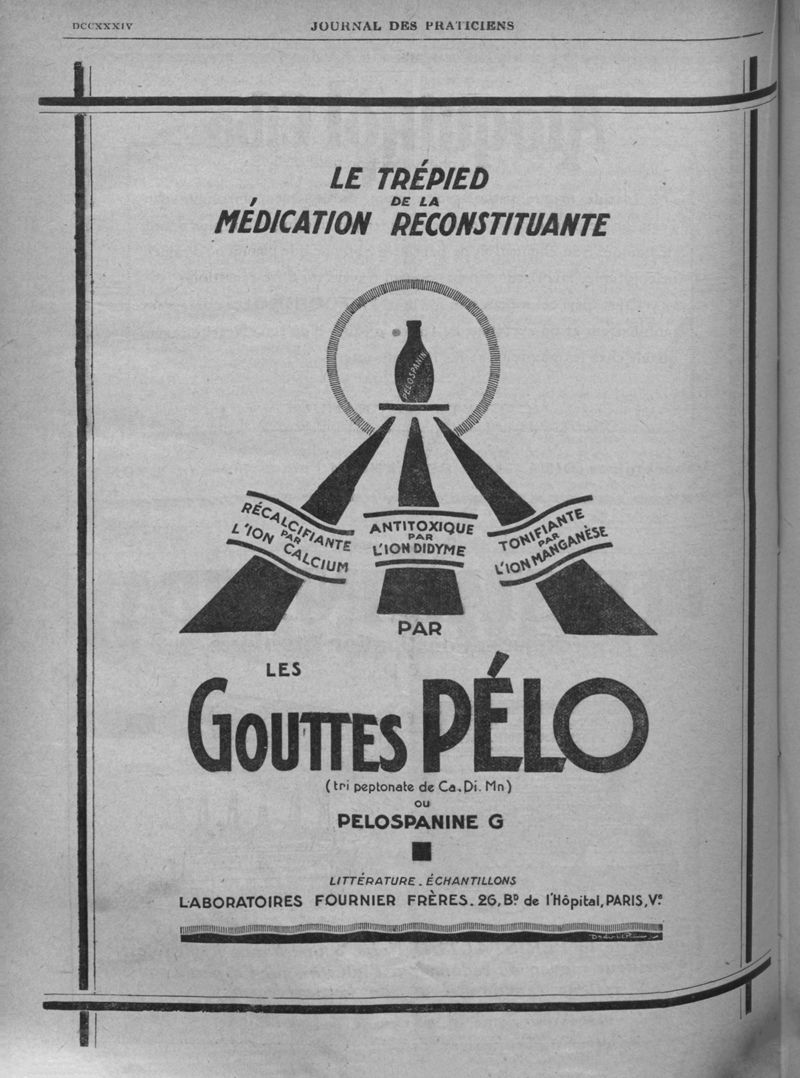 DCCXXXIV
JOURNAL DES PRATICIENS
LE TRÉPIED
DE LA
MÉDICATION RECONSTITUANTE
PELOSPANIN
RÉCALCIFIANTE
PAR
L'ION CALCIUM
ANTITOXIQUE
PAR
L'ION DIDYME
TONIFIANTE
PAR
L'ION MANGANÈSE
PAR
LES
GOUTTES PÉLO
(tri peptonate de Ca. Di. Mn)
OU
PELOSPANINE G
LITTÉRATURE. ÉCHANTILLONS
LABORATOIRES FOURNIER FRÈRES. 26, BD de l'Hôpital, PARIS, Ve